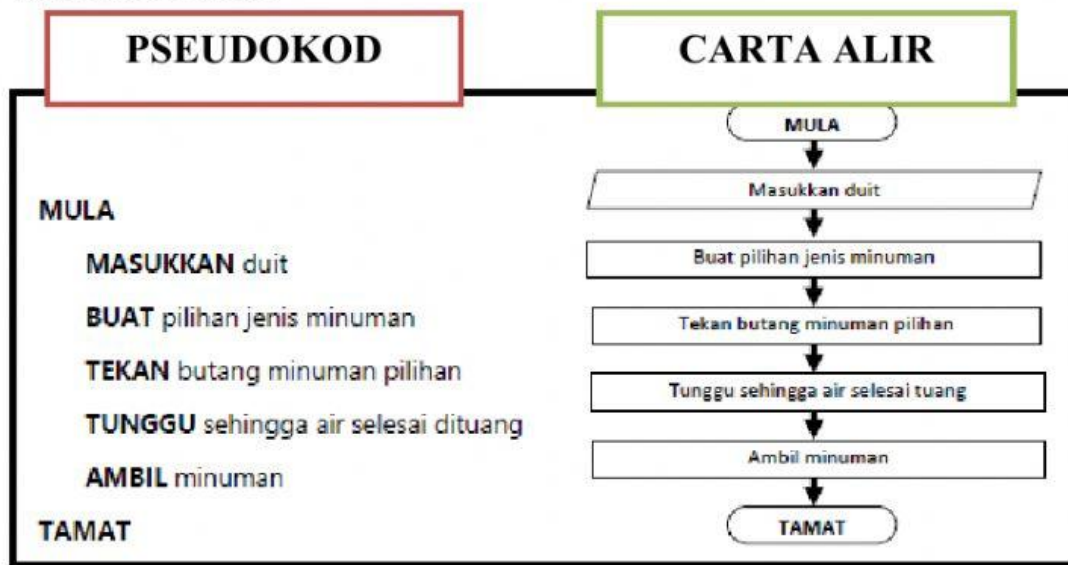 PSEUDOKOD
MULA
MASUKKAN duit
BUAT pilihan jenis minuman
TEKAN butang minuman pilihan
TUNGGU sehingga air selesai dituang
AMBIL minuman
TAMAT
CARTA ALIR
MULA
Masukkan duit
Buat pilihan jenis minuman
Tekan butang minuman pilihan
Tunggu sehingga air selesai tuang
Ambil minuman
TAMAT